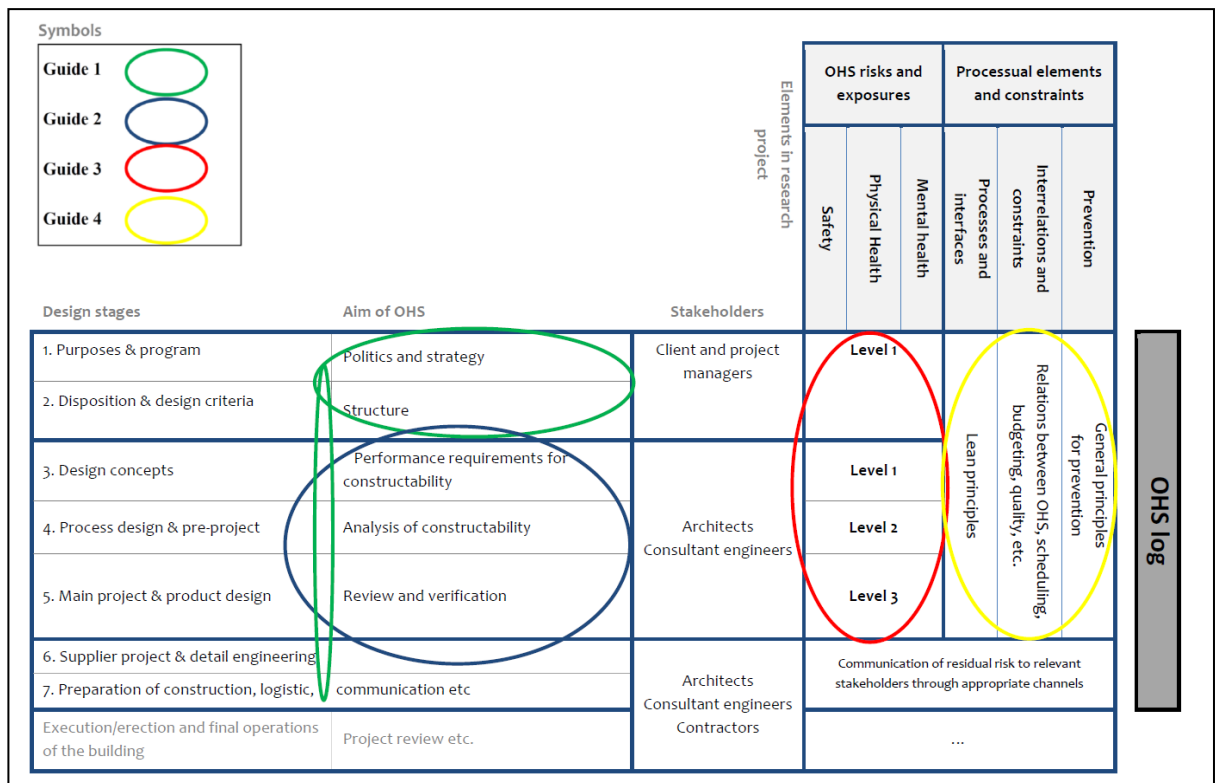 Symbols
Guide 1
Guide 2
Guide 3
Guide 4
Elements in research
project
OHS risks and
exposures
Processual elements
and constraints
Safety
Physical Health
Mental health
Processes and
interfaces
Interrelations and
constraints
Prevention
Design stages
Aim of OHS
Stakeholders
1. Purposes & program
Politics and strategy
Client and project
managers
Level 1
2. Disposition & design criteria
Structure
3. Design concepts
Performance requirements for
constructability
Level 1
4. Process design & pre-project
Analysis of constructability
Architects
Consultant engineers
Level 2
5. Main project & product design
Review and verification
Level 3
Lean principles
Relations between OHS, scheduling,
budgeting, quality, etc.
General principles
for prevention
OHS log
6. Supplier project & detail engineering
7. Preparation of construction, logistic, communication etc
Architects
Consultant engineers
Contractors
Communication of residual risk to relevant
stakeholders through appropriate channels
Execution/erection and final operations
of the building
Project review etc.
...